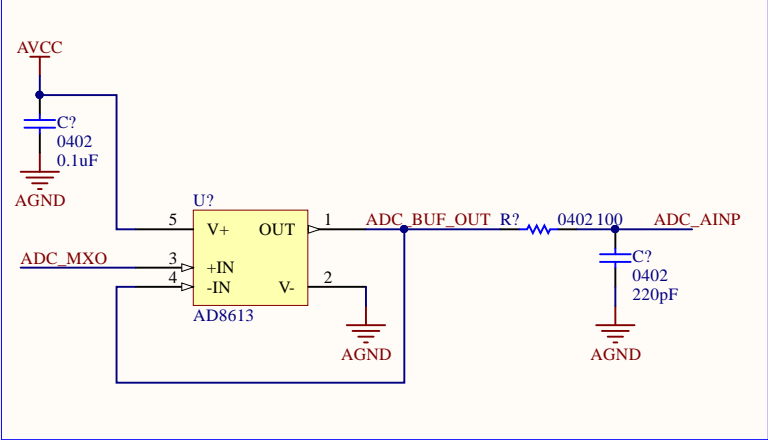 AVCC
C?
0402
0.1uF
AGND
U?
5 V+ OUT 1 ADC_BUF_OUT R? 0402 100 ADC_AINP
ADC_MXO 3 +IN
4 -IN V- 2
AD8613
AGND
C?
0402
220pF
AGND